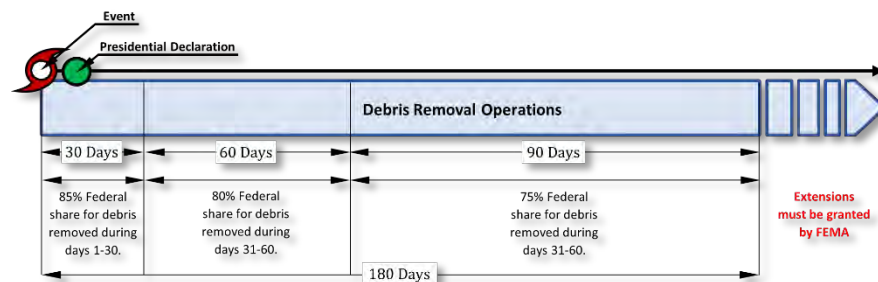 Event
Presidential Declaration
Debris Removal Operations
30 Days
60 Days
90 Days
85% Federal
share for debris
removed during
days 1-30.
80% Federal
share for debris
removed during
days 31-60.
75% Federal
share for debris
removed during
days 31-60.
Extensions
must be granted
by FEMA
180 Days